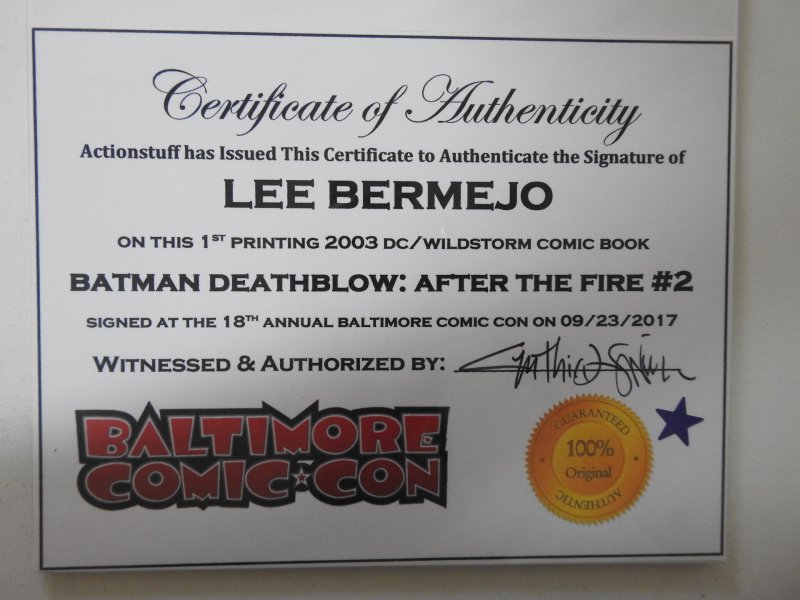 Certificate of Authenticity
Actionstuff has Issued This Certificate to Authenticate the Signature of
LEE BERMEJO
ON THIS 1ST PRINTING 2003 DC/WILDSTORM COMIC BOOK
BATMAN DEATHBLOW: AFTER THE FIRE #2
SIGNED AT THE 18TH ANNUAL BALTIMORE COMIC CON ON 09/23/2017
WITNESSED & AUTHORIZED BY:
BALTIMORE
COMIC★CON
GUARANTEED
100%
Original
AUTHENTIC